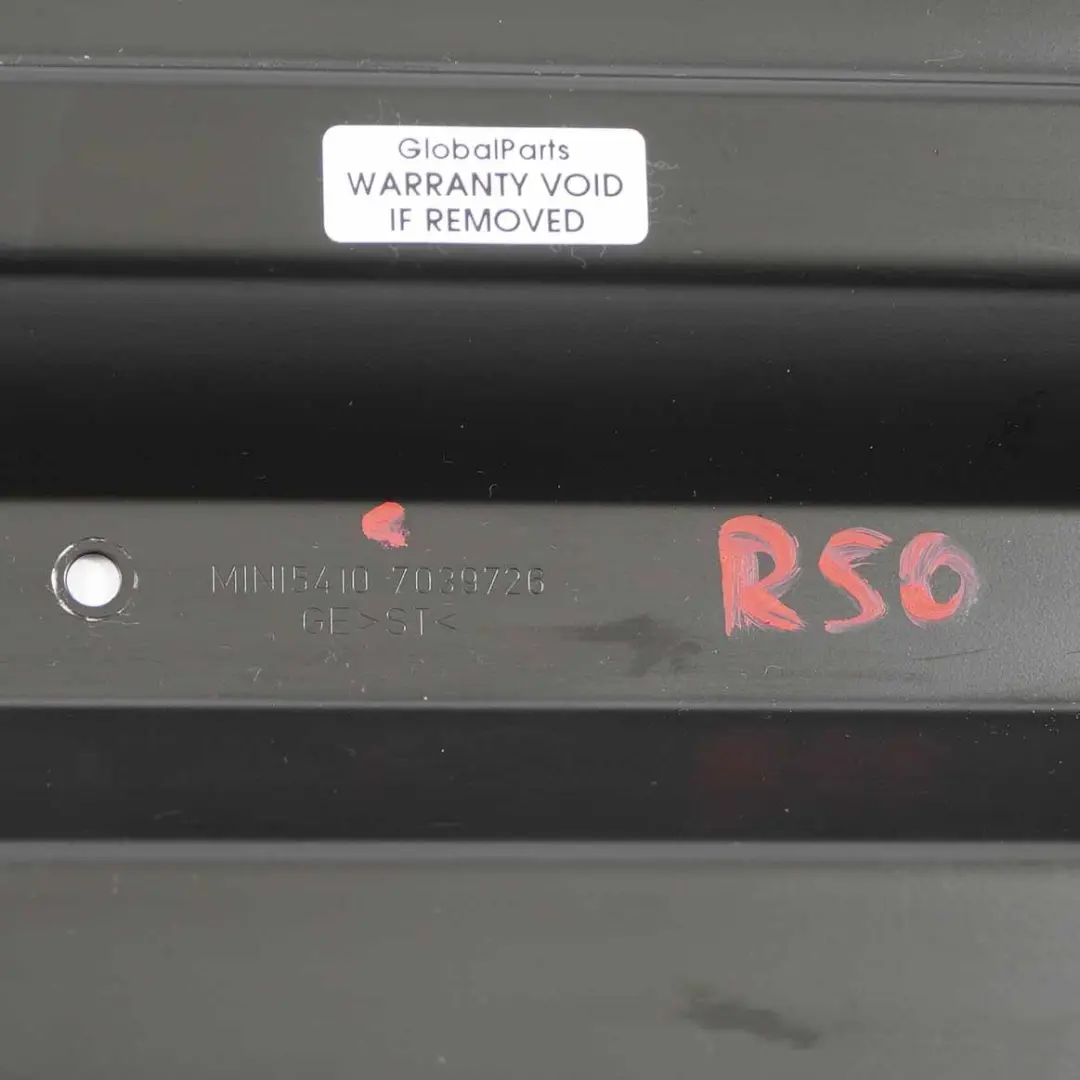 GlobalParts
WARRANTY VOID
IF REMOVED
MINI5410 7039726
GE>ST<
R50